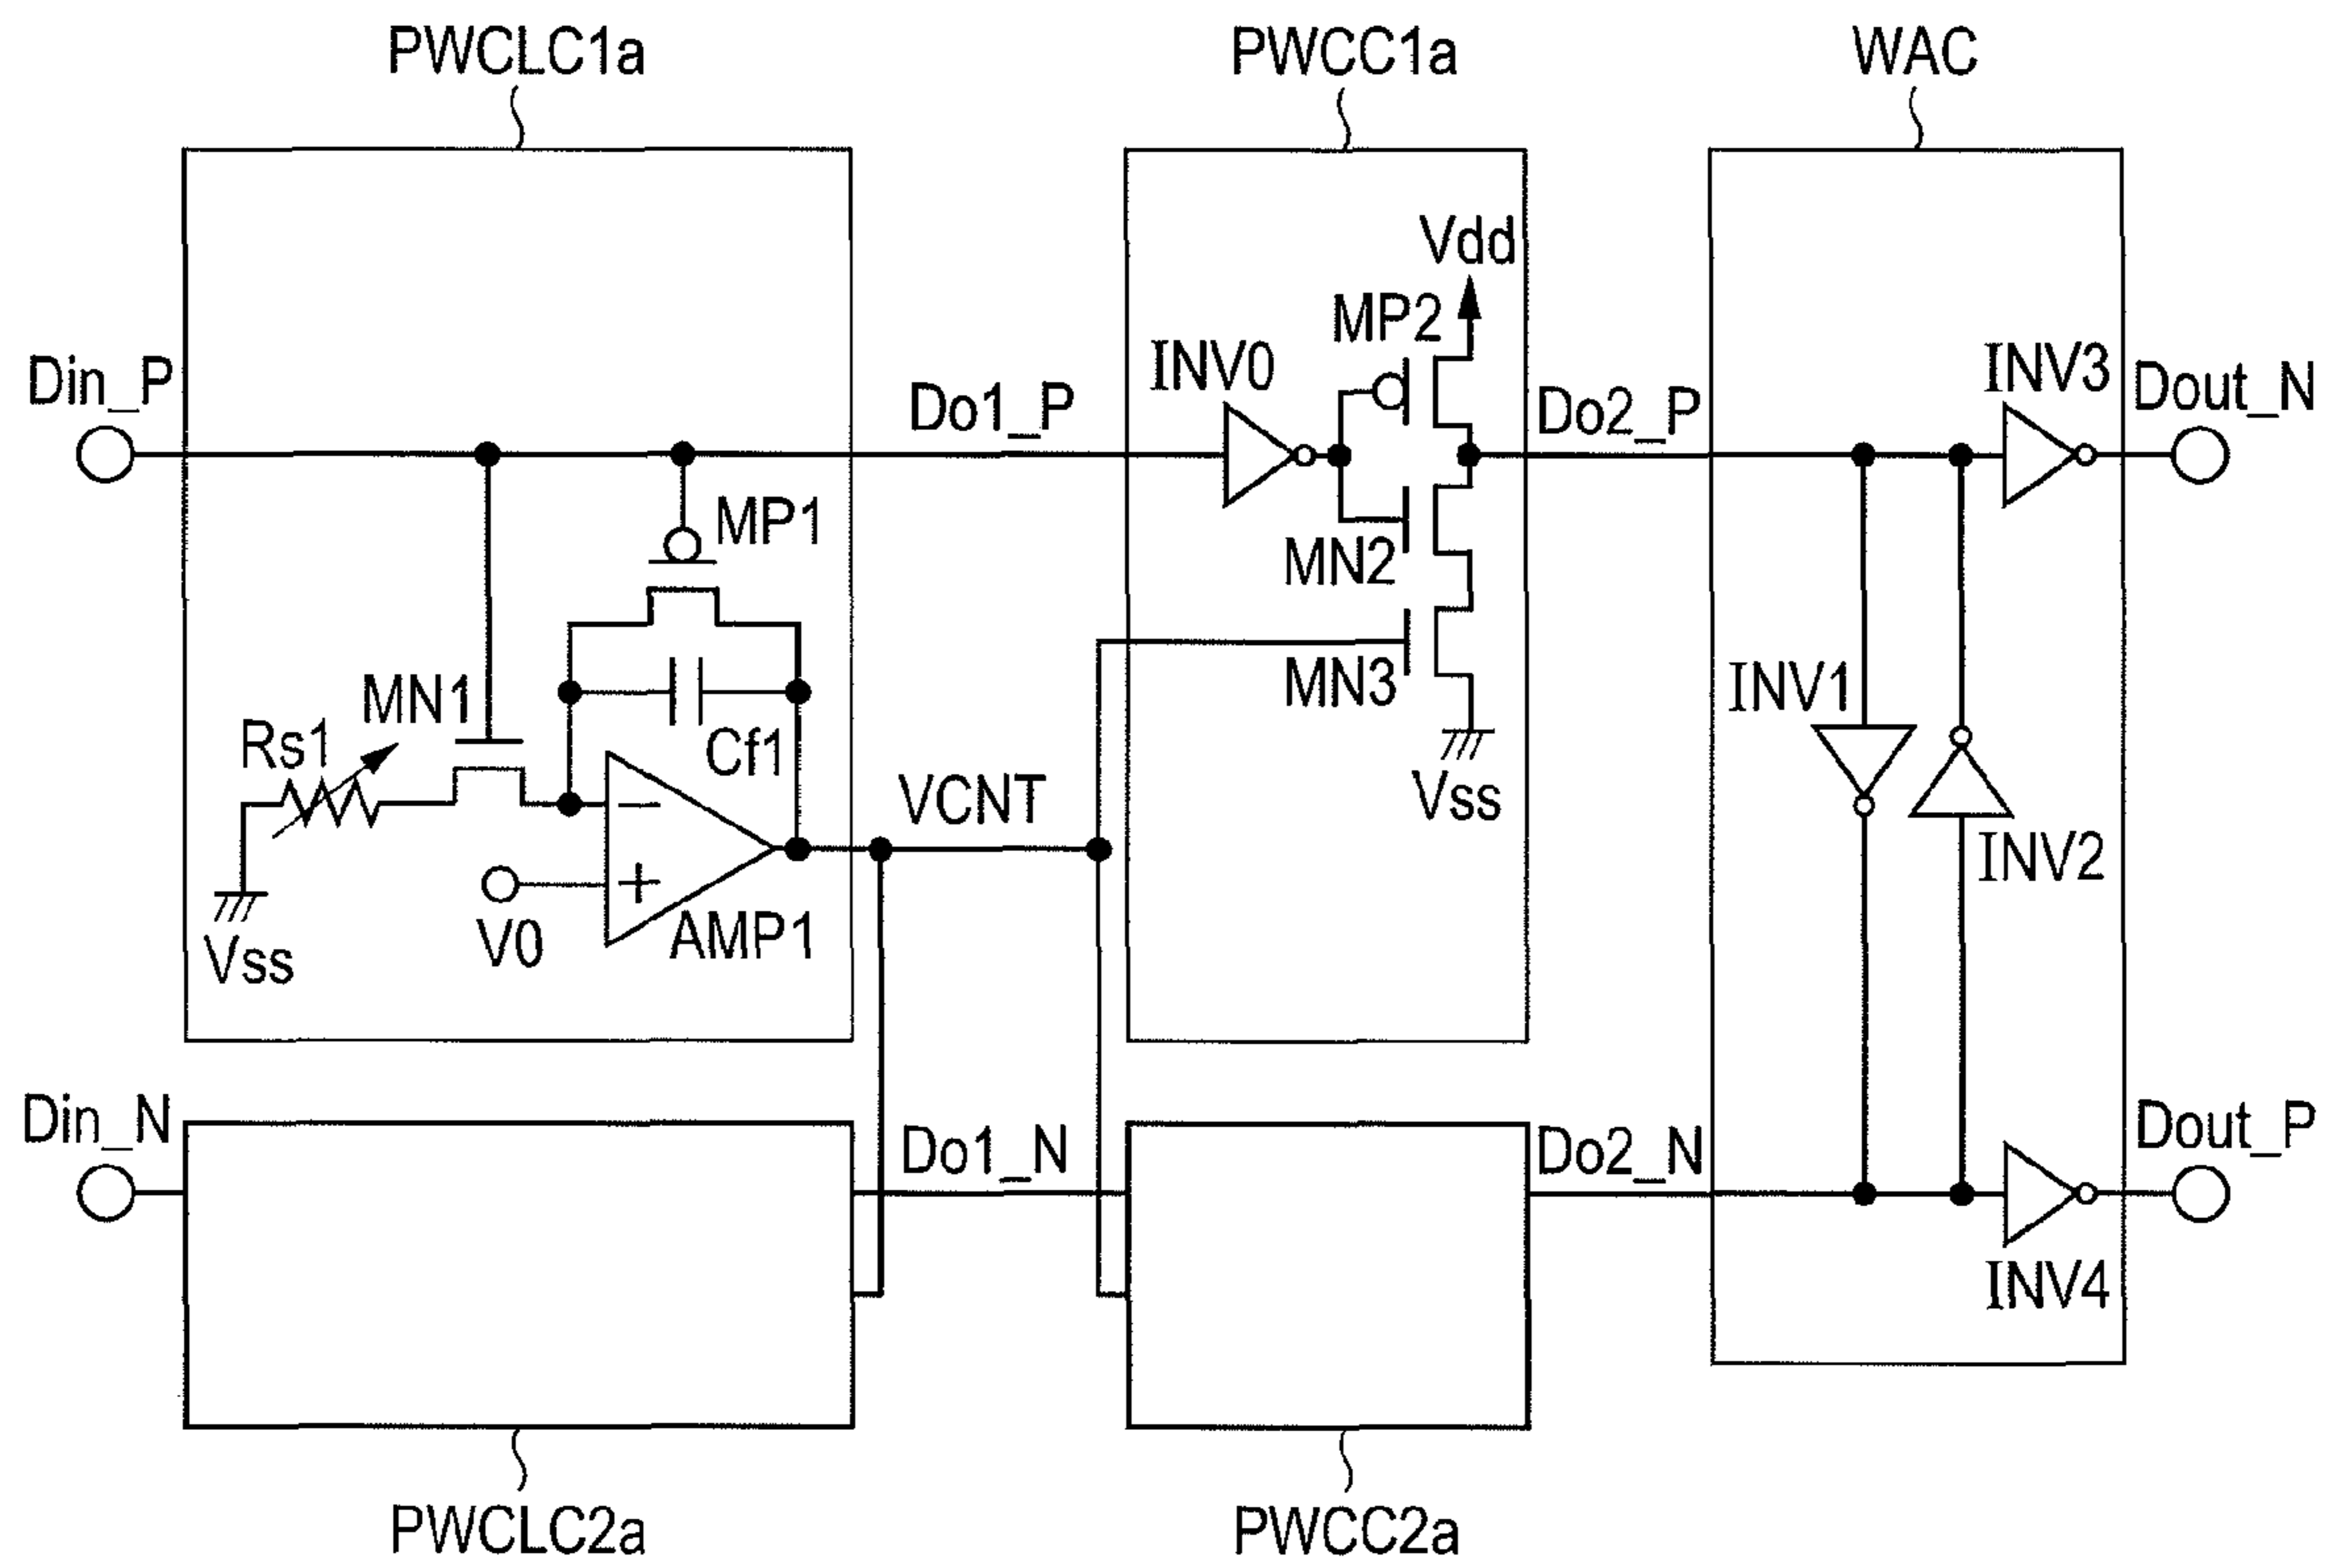 PWCLC1a
PWCC1a
WAC
Vdd
MP2
Din_P
Do1_P
INV0
Do2_P
INV3
Dout_N
MP1
MN2
MN1
MN3
INV1
Rs1
Cf1
VCNT
Vss
INV2
−
+
V0
AMP1
Vss
Din_N
Do1_N
Do2_N
Dout_P
INV4
PWCLC2a
PWCC2a